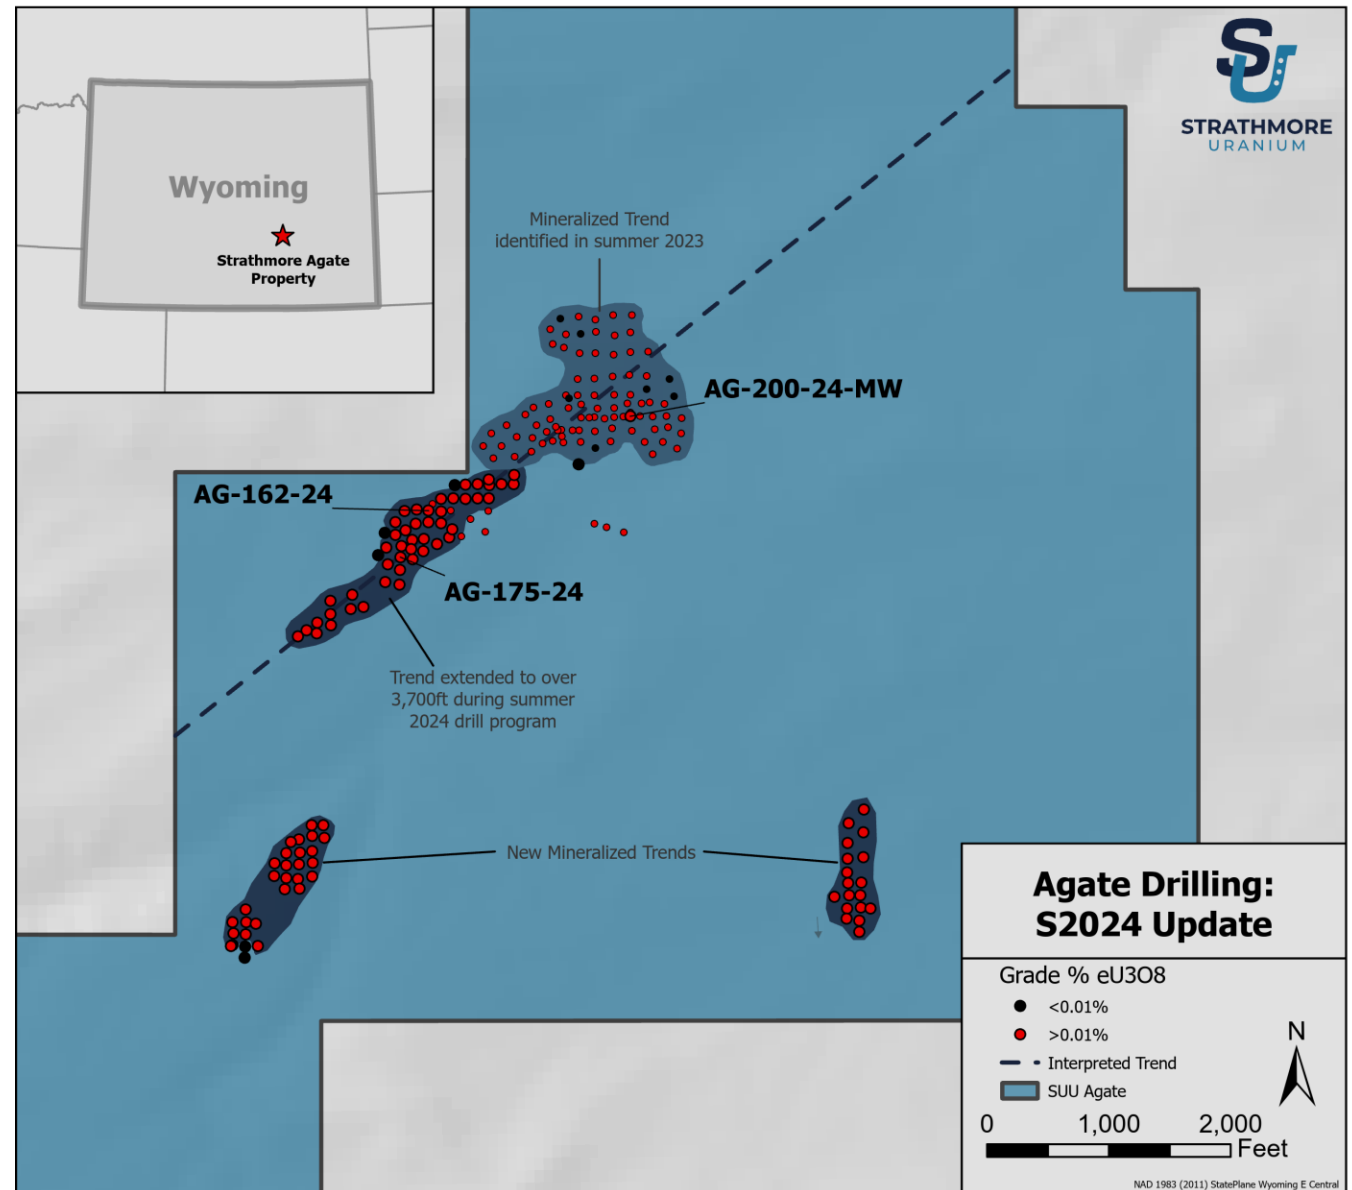 SU
STRATHMORE
URANIUM
Wyoming
Strathmore Agate
Property
Mineralized Trend
identified in summer 2023
AG-200-24-MW
AG-162-24
AG-175-24
Trend extended to over
3,700ft during summer
2024 drill program
New Mineralized Trends
Agate Drilling:
S2024 Update
Grade % eU3O8
<0.01%
>0.01%
Interpreted Trend
SUU Agate
N
0 1,000 2,000
Feet
NAD 1983 (2011) StatePlane Wyoming E Central